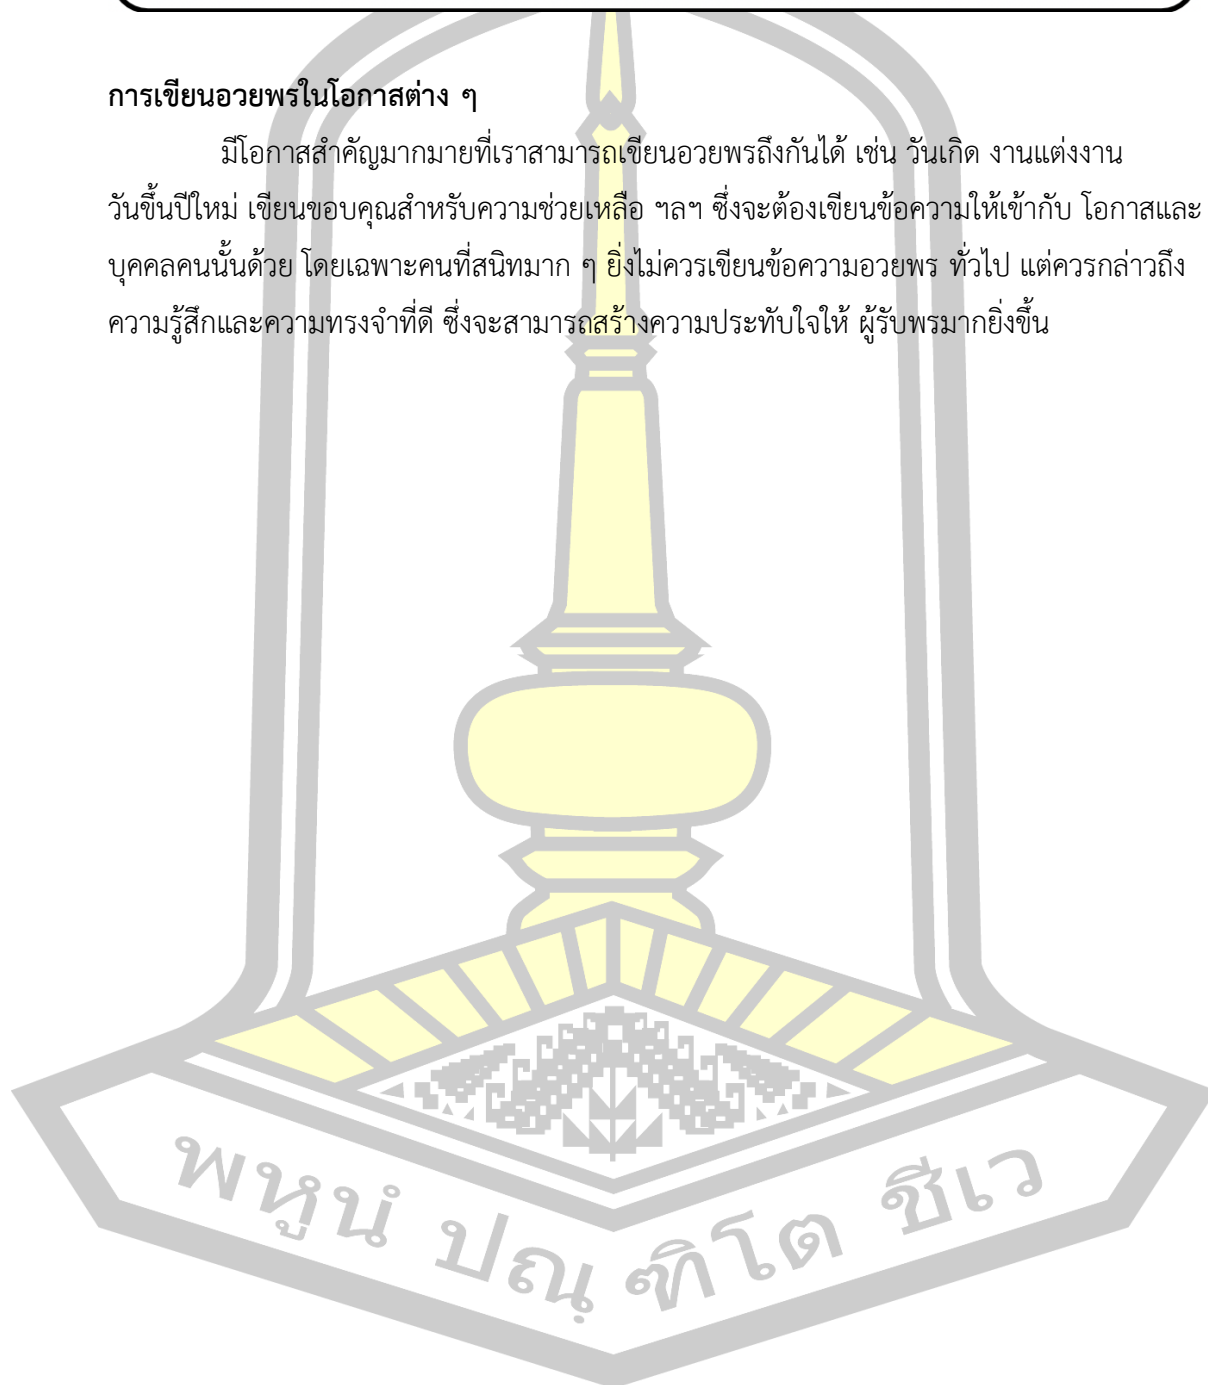 การเขียนอวยพรในโอกาสต่าง ๆ
มีโอกาสสำคัญมากมายที่เราสามารถเขียนอวยพรถึงกันได้ เช่น วันเกิด งานแต่งงาน
วันขึ้นปีใหม่ เขียนขอบคุณสำหรับความช่วยเหลือ ฯลฯ ซึ่งจะต้องเขียนข้อความให้เข้ากับ โอกาสและ
บุคคลคนนั้นด้วย โดยเฉพาะคนที่สนิทมาก ๆ ยิ่งไม่ควรเขียนข้อความอวยพร ทั่วไป แต่ควรกล่าวถึง
ความรู้สึกและความทรงจำที่ดี ซึ่งจะสามารถสร้างความประทับใจให้ ผู้รับพรมากยิ่งขึ้น
พหูนํ ปณฺ ฑิโต ชีเว